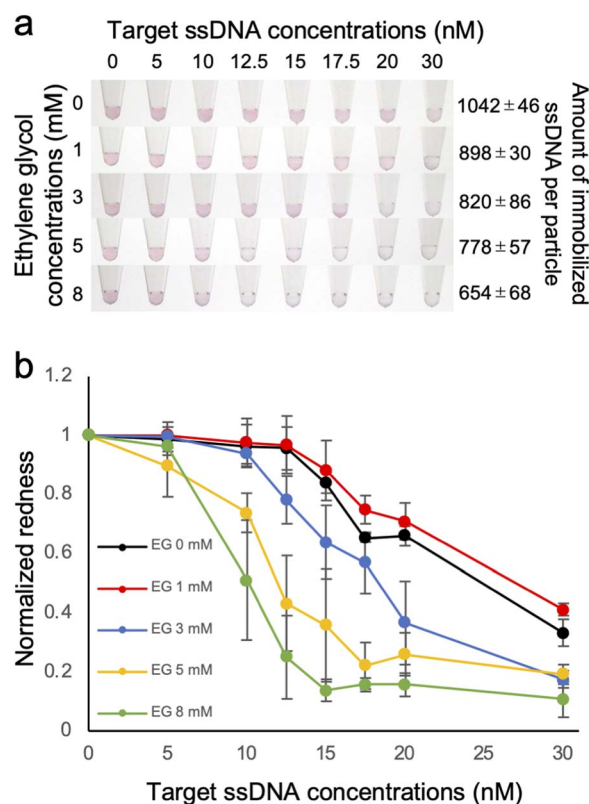 a
Target ssDNA concentrations (nM)
0 5 10 12.5 15 17.5 20 30
Ethylene glycol
concentrations (mM)
0
1
3
5
8
1042±46
898±30
820±86
778±57
654±68
Amount of immobilized
ssDNA per particle
b
Normalized redness
1.2
1
0.8
0.6
0.4
0.2
0
EG 0 mM
EG 1 mM
EG 3 mM
EG 5 mM
EG 8 mM
0 5 10 15 20 25 30
Target ssDNA concentrations (nM)